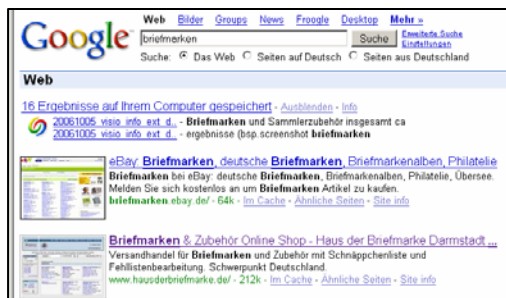 Google
Web Bilder Groups News Froogle Desktop Mehr »
briefmarken Suche Erweiterte Suche
Einstellungen
Suche: Das Web Seiten auf Deutsch Seiten aus Deutschland
Web
16 Ergebnisse auf Ihrem Computer gespeichert - Ausblenden - Info
20061005_visio_info_ext_d.. - Briefmarken und Sammlerzubehör insgesamt ca
20061005_visio_info_ext_d.. - ergebnisse (bsp.screenshot briefmarken
eBay: Briefmarken, deutsche Briefmarken, Briefmarkenalben, Philatelie
Briefmarken bei eBay: deutsche Briefmarken, Briefmarkenalben, Philatelie, Übersee.
Melden Sie sich kostenlos an um Briefmarken Artikel zu kaufen.
briefmarken.ebay.de/ - 64k - Im Cache - Ähnliche Seiten - Site info
Briefmarken & Zubehör Online Shop - Haus der Briefmarke Darmstadt ...
Versandhandel für Briefmarken und Zubehör mit Schnäppchenliste und
Fehllistenbearbeitung. Schwerpunkt Deutschland.
www.hausderbriefmarke.de/ - 212k - Im Cache - Ähnliche Seiten - Site info